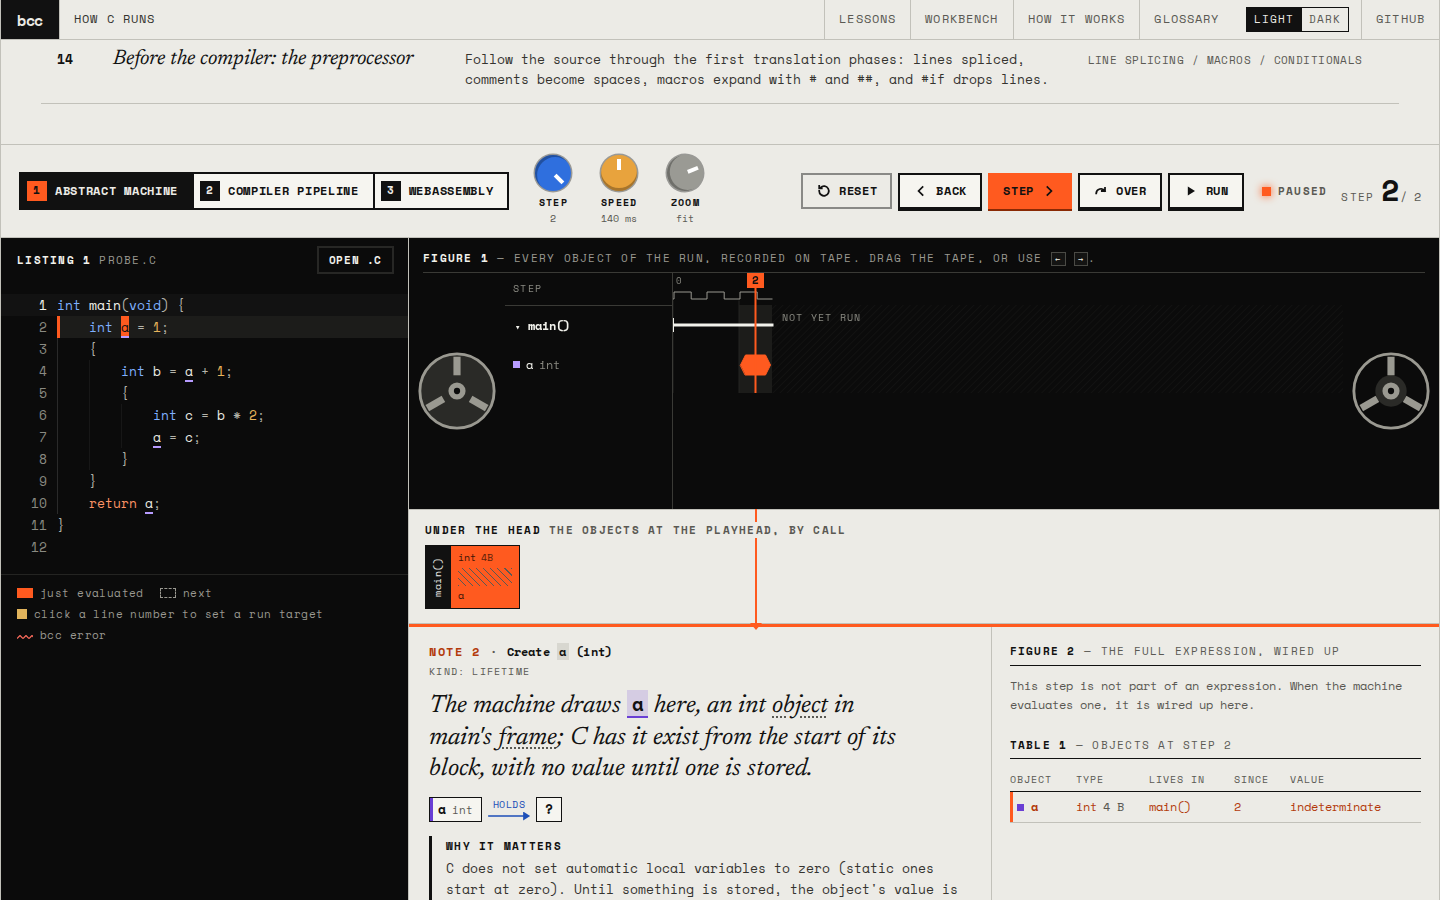 bcc HOW C RUNS LESSONS WORKBENCH HOW IT WORKS GLOSSARY LIGHT DARK GITHUB
14 Before the compiler: the preprocessor
Follow the source through the first translation phases: lines spliced,
comments become spaces, macros expand with # and ##, and #if drops lines.
LINE SPLICING / MACROS / CONDITIONALS
1 ABSTRACT MACHINE 2 COMPILER PIPELINE 3 WEBASSEMBLY
STEP
2
SPEED
140 ms
ZOOM
fit
RESET BACK STEP OVER RUN PAUSED STEP 2 / 2
LISTING 1 PROBE.C OPEN .C
1 int main(void) {
2 int a = 1;
3 {
4 int b = a + 1;
5 {
6 int c = b * 2;
7 a = c;
8 }
9 }
10 return a;
11 }
12
just evaluated next
click a line number to set a run target
bcc error
FIGURE 1 — EVERY OBJECT OF THE RUN, RECORDED ON TAPE. DRAG THE TAPE, OR USE ← →.
STEP 0 2
▾ main() NOT YET RUN
a int
UNDER THE HEAD THE OBJECTS AT THE PLAYHEAD, BY CALL
main()
int 4B
a
NOTE 2 · Create a (int)
KIND: LIFETIME
The machine draws a here, an int object in
main's frame; C has it exist from the start of its
block, with no value until one is stored.
a int HOLDS ?
WHY IT MATTERS
C does not set automatic local variables to zero (static ones
start at zero). Until something is stored, the object's value is
FIGURE 2 — THE FULL EXPRESSION, WIRED UP
This step is not part of an expression. When the machine
evaluates one, it is wired up here.
TABLE 1 — OBJECTS AT STEP 2
OBJECT TYPE LIVES IN SINCE VALUE
a int 4 B main() 2 indeterminate